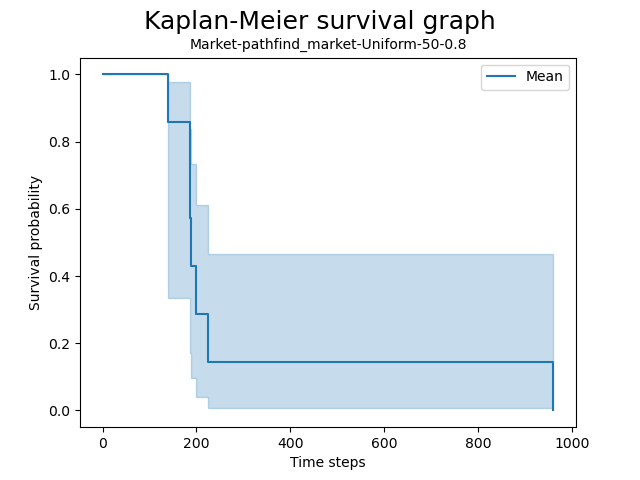 Kaplan-Meier survival graph
Market-pathfind_market-Uniform-50-0.8
Mean
Survival probability
1.0
0.8
0.6
0.4
0.2
0.0
0
200
400
600
800
1000
Time steps